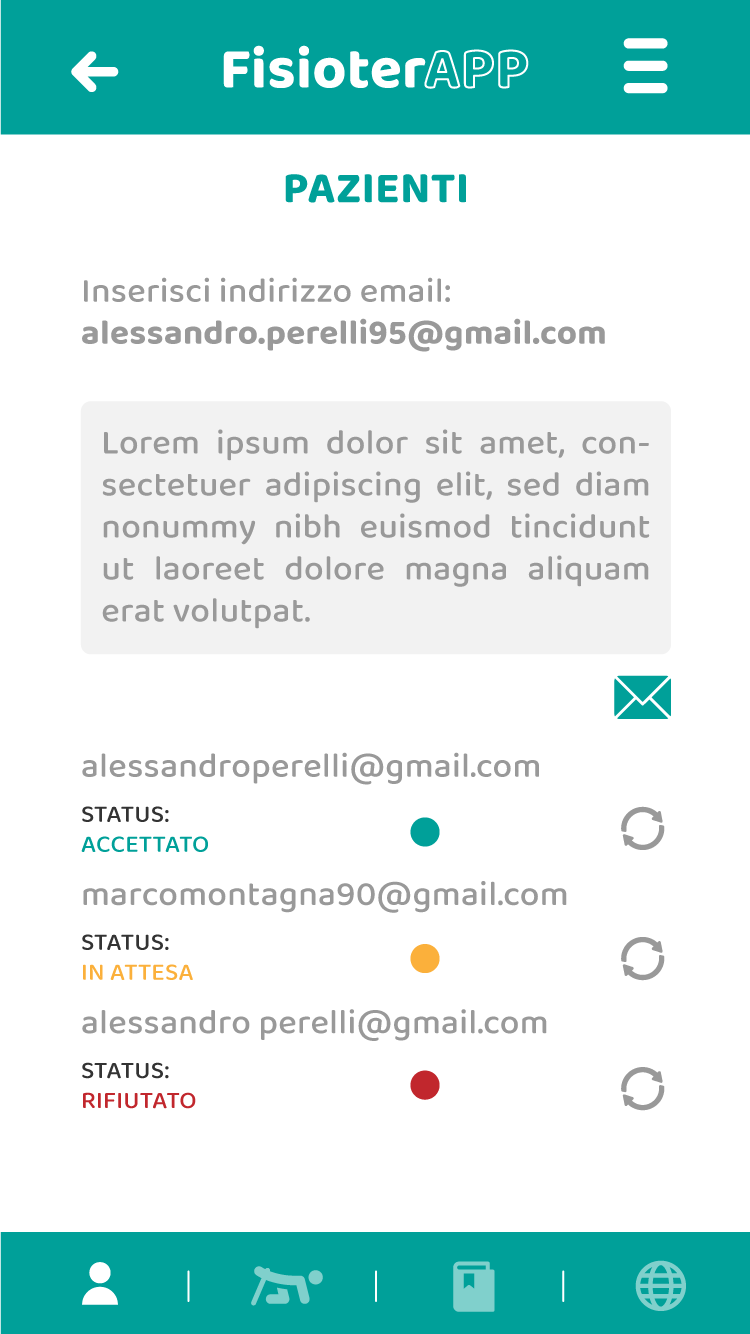 FisioterAPP
PAZIENTI
Inserisci indirizzo email:
alessandro.perelli95@gmail.com
Lorem ipsum dolor sit amet, con-
sectetuer adipiscing elit, sed diam
nonummy nibh euismod tincidunt
ut laoreet dolore magna aliquam
erat volutpat.
alessandroperelli@gmail.com
STATUS:
ACCETTATO
marcomontagna90@gmail.com
STATUS:
IN ATTESA
alessandro perelli@gmail.com
STATUS:
RIFIUTATO